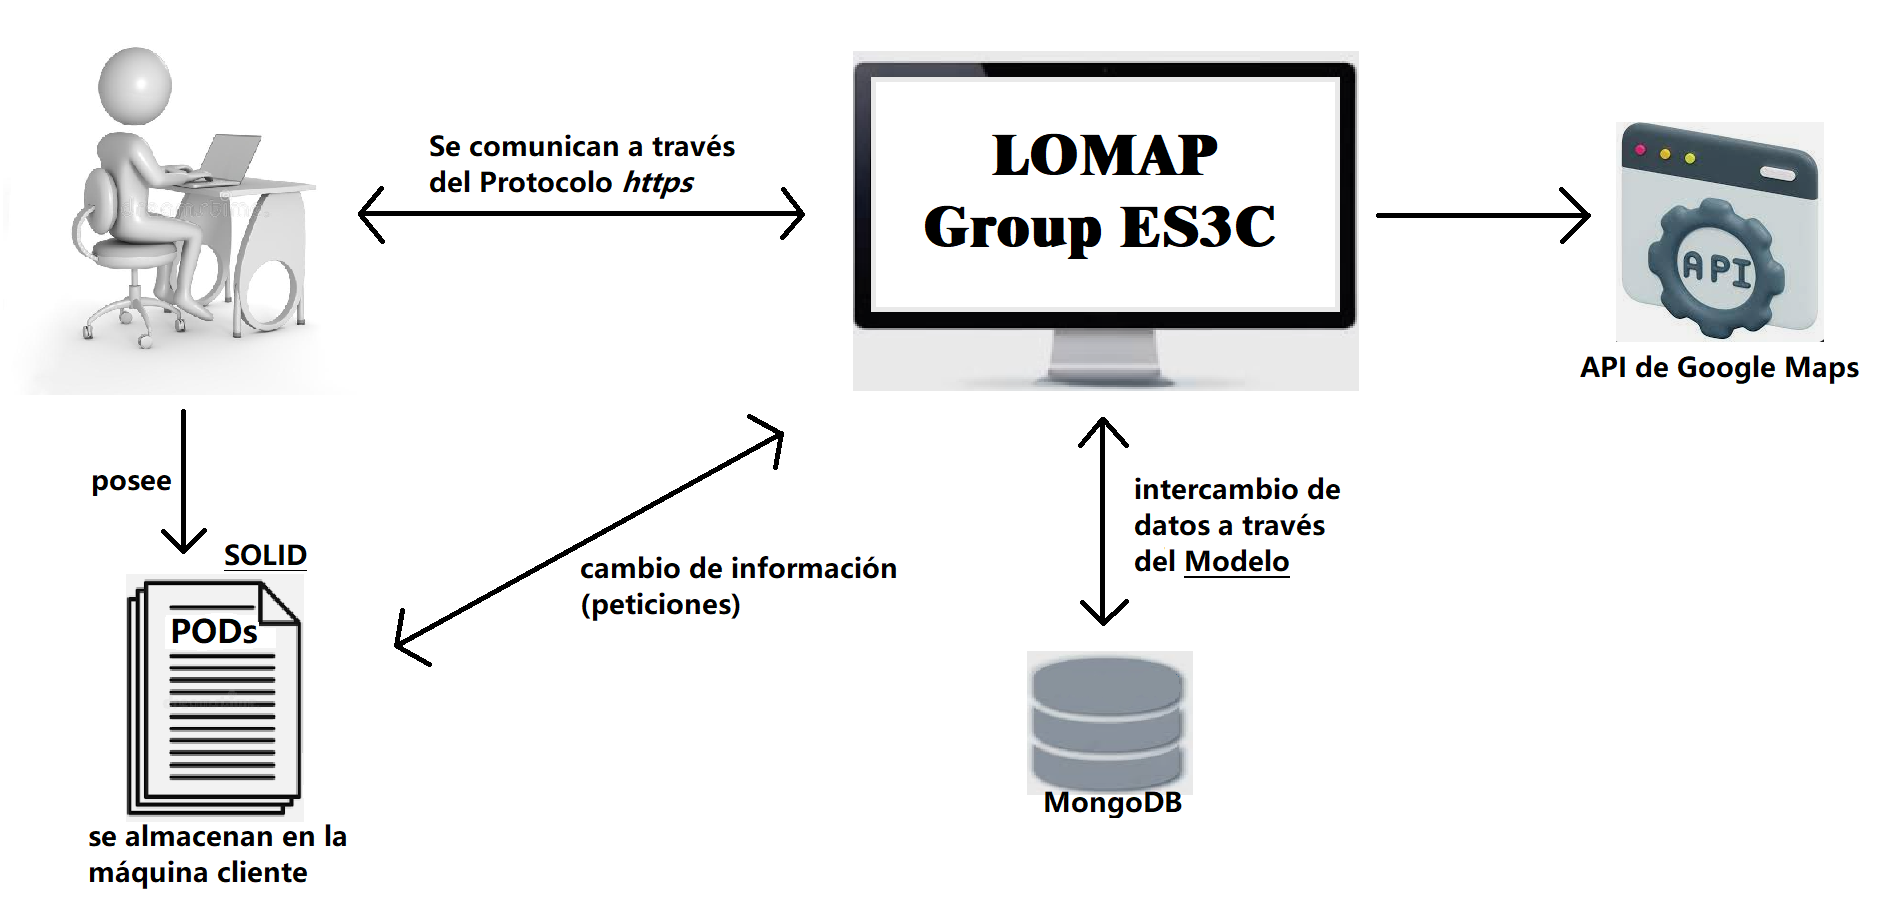 Se comunican a través
del Protocolo https
LOMAP
Group ES3C
API
API de Google Maps
posee
SOLID
PODs
se almacenan en la
máquina cliente
cambio de información
(peticiones)
intercambio de
datos a través
del Modelo
MongoDB